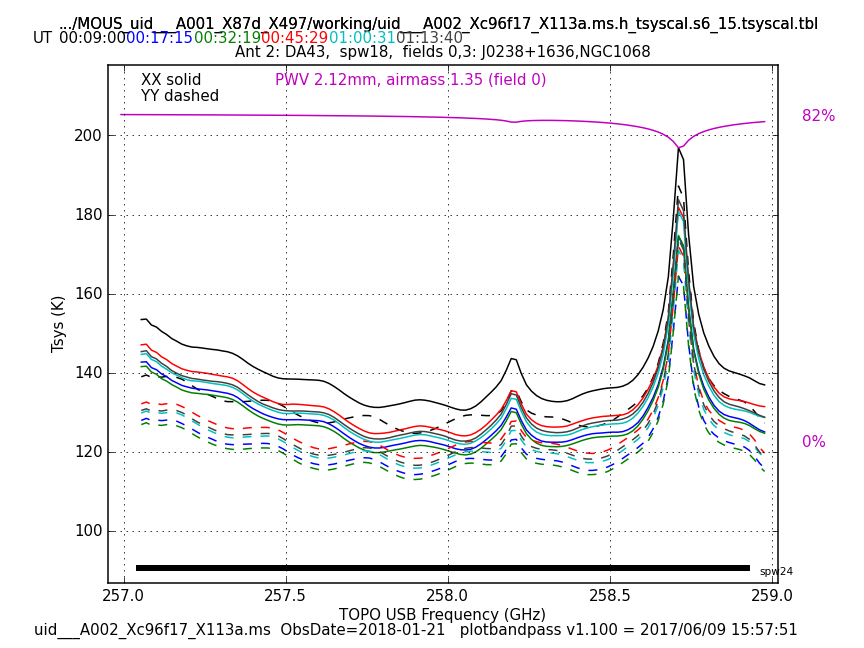 .../MOUS_uid___A001_X87d_X497/working/uid___A002_Xc96f17_X113a.ms.h_tsyscal.s6_15.tsyscal.tbl
UT 00:09:00 00:17:15 00:32:19 00:45:29 01:00:31 01:13:40
Ant 2: DA43, spw18, fields 0,3: J0238+1636,NGC1068
XX solid
PWV 2.12mm, airmass 1.35 (field 0)
YY dashed
82%
200
180
160
140
120
100
0%
Tsys (K)
spw24
257.0 257.5 258.0 258.5 259.0
TOPO USB Frequency (GHz)
uid___A002_Xc96f17_X113a.ms ObsDate=2018-01-21 plotbandpass v1.100 = 2017/06/09 15:57:51